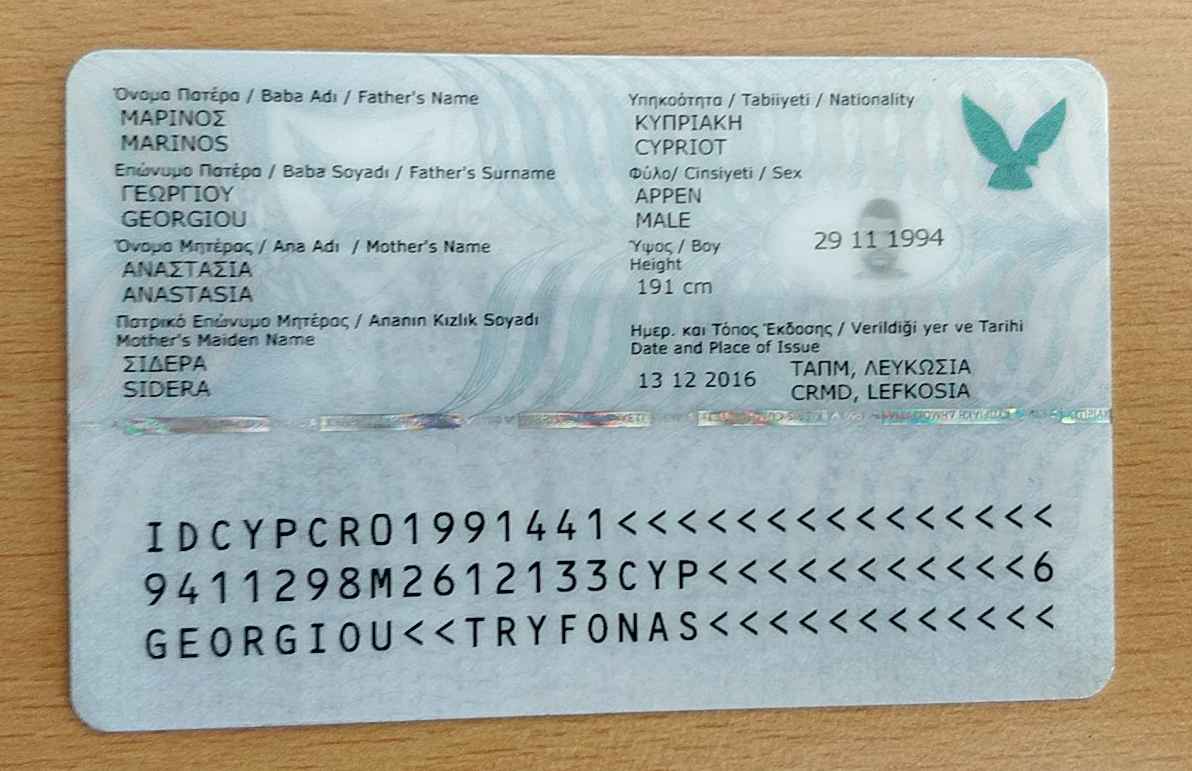 Όνομα Πατέρα / Baba Adı / Father's Name
ΜΑΡΙΝΟΣ
MARINOS
Επώνυμο Πατέρα / Baba Soyadı / Father's Surname
ΓΕΩΡΓΙΟΥ
GEORGIOU
Όνομα Μητέρας / Ana Adı / Mother's Name
ΑΝΑΣΤΑΣΙΑ
ANASTASIA
Πατρικό Επώνυμο Μητέρας / Ananın Kızlık Soyadı
Mother's Maiden Name
ΣΙΔΕΡΑ
SIDERA
Υπηκοότητα / Tabiiyeti / Nationality
ΚΥΠΡΙΑΚΗ
CYPRIOT
Φύλο/ Cinsiyeti / Sex
ΑΡΡΕΝ
MALE
Ύψος / Boy
Height
191 cm
29 11 1994
Ημερ. και Τόπος Έκδοσης / Verildiği yer ve Tarihi
Date and Place of Issue
13 12 2016
ΤΑΠΜ, ΛΕΥΚΩΣΙΑ
CRMD, LEFKOSIA
IDCYPCR01991441<<<<<<<<<<<<<<<
9411298M2612133CYP<<<<<<<<<<<6
GEORGIOU<<TRYFONAS<<<<<<<<<<<<